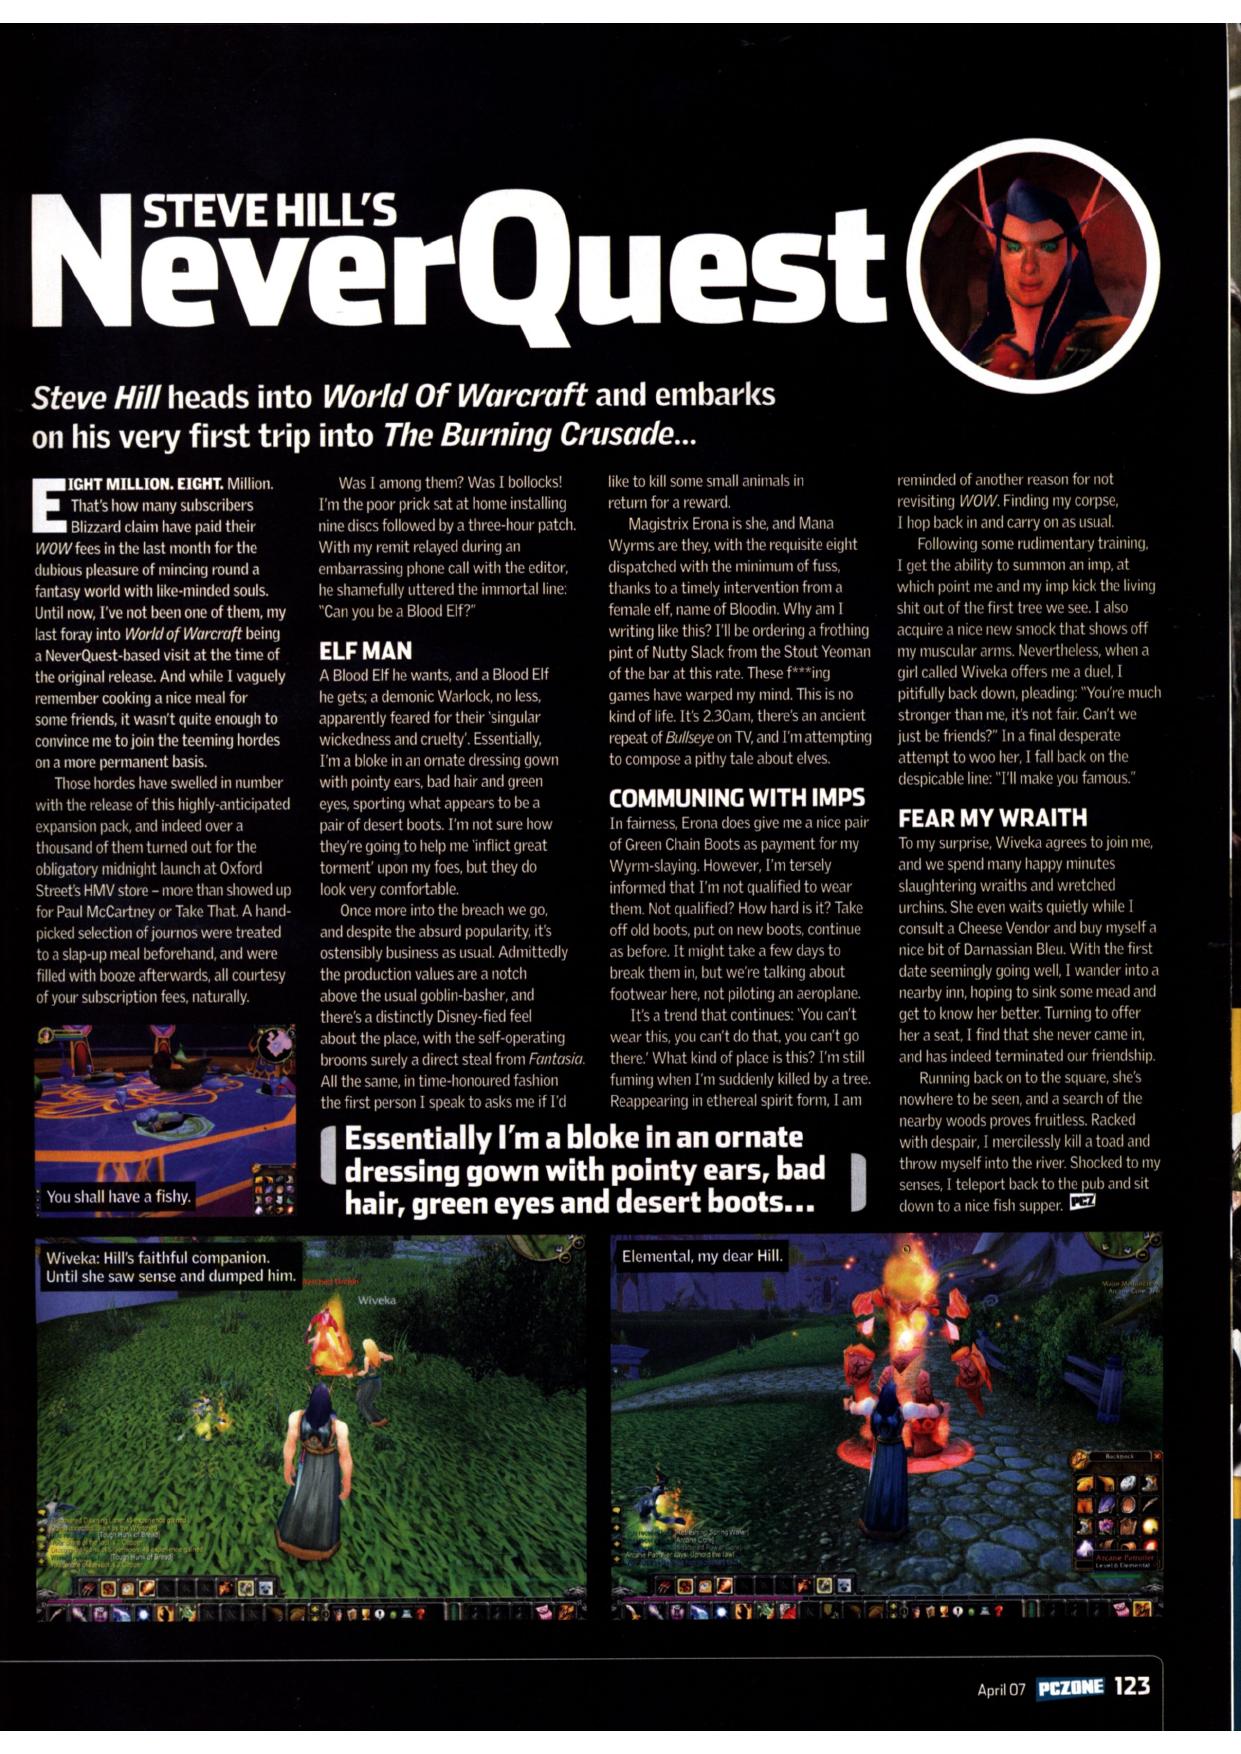 STEVE HILL'S
NeverQuest
Steve Hill heads into World Of Warcraft and embarks
on his very first trip into The Burning Crusade...
EIGHT MILLION. EIGHT. Million.
That's how many subscribers
Blizzard claim have paid their
WOW fees in the last month for the
dubious pleasure of mincing round a
fantasy world with like-minded souls.
Until now, I've not been one of them, my
last foray into World of Warcraft being
a NeverQuest-based visit at the time of
the original release. And while I vaguely
remember cooking a nice meal for
some friends, it wasn't quite enough to
convince me to join the teeming hordes
on a more permanent basis.
Those hordes have swelled in number
with the release of this highly-anticipated
expansion pack, and indeed over a
thousand of them turned out for the
obligatory midnight launch at Oxford
Street's HMV store – more than showed up
for Paul McCartney or Take That. A hand-
picked selection of journos were treated
to a slap-up meal beforehand, and were
filled with booze afterwards, all courtesy
of your subscription fees, naturally.
Was I among them? Was I bollocks!
I'm the poor prick sat at home installing
nine discs followed by a three-hour patch.
With my remit relayed during an
embarrassing phone call with the editor,
he shamefully uttered the immortal line:
"Can you be a Blood Elf?"
ELF MAN
A Blood Elf he wants, and a Blood Elf
he gets; a demonic Warlock, no less,
apparently feared for their 'singular
wickedness and cruelty'. Essentially,
I'm a bloke in an ornate dressing gown
with pointy ears, bad hair and green
eyes, sporting what appears to be a
pair of desert boots. I'm not sure how
they're going to help me 'inflict great
torment' upon my foes, but they do
look very comfortable.
Once more into the breach we go,
and despite the absurd popularity, it's
ostensibly business as usual. Admittedly
the production values are a notch
above the usual goblin-basher, and
there's a distinctly Disney-fied feel
about the place, with the self-operating
brooms surely a direct steal from Fantasia.
All the same, in time-honoured fashion
the first person I speak to asks me if I'd
like to kill some small animals in
return for a reward.
Magistrix Erona is she, and Mana
Wyrms are they, with the requisite eight
dispatched with the minimum of fuss,
thanks to a timely intervention from a
female elf, name of Bloodin. Why am I
writing like this? I'll be ordering a frothing
pint of Nutty Slack from the Stout Yeoman
of the bar at this rate. These f***ing
games have warped my mind. This is no
kind of life. It's 2.30am, there's an ancient
repeat of Bullseye on TV, and I'm attempting
to compose a pithy tale about elves.
COMMUNING WITH IMPS
In fairness, Erona does give me a nice pair
of Green Chain Boots as payment for my
Wyrm-slaying. However, I'm tersely
informed that I'm not qualified to wear
them. Not qualified? How hard is it? Take
off old boots, put on new boots, continue
as before. It might take a few days to
break them in, but we're talking about
footwear here, not piloting an aeroplane.
It's a trend that continues: 'You can't
wear this, you can't do that, you can't go
there.' What kind of place is this? I'm still
fuming when I'm suddenly killed by a tree.
Reappearing in ethereal spirit form, I am
reminded of another reason for not
revisiting WOW. Finding my corpse,
I hop back in and carry on as usual.
Following some rudimentary training,
I get the ability to summon an imp, at
which point me and my imp kick the living
shit out of the first tree we see. I also
acquire a nice new smock that shows off
my muscular arms. Nevertheless, when a
girl called Wiveka offers me a duel, I
pitifully back down, pleading: "You're much
stronger than me, it's not fair. Can't we
just be friends?" In a final desperate
attempt to woo her, I fall back on the
despicable line: "I'll make you famous."
FEAR MY WRAITH
To my surprise, Wiveka agrees to join me,
and we spend many happy minutes
slaughtering wraiths and wretched
urchins. She even waits quietly while I
consult a Cheese Vendor and buy myself a
nice bit of Darnassian Bleu. With the first
date seemingly going well, I wander into a
nearby inn, hoping to sink some mead and
get to know her better. Turning to offer
her a seat, I find that she never came in,
and has indeed terminated our friendship.
Running back on to the square, she's
nowhere to be seen, and a search of the
nearby woods proves fruitless. Racked
with despair, I mercilessly kill a toad and
throw myself into the river. Shocked to my
senses, I teleport back to the pub and sit
down to a nice fish supper. PCZ
You shall have a fishy.
Essentially I'm a bloke in an ornate
dressing gown with pointy ears, bad
hair, green eyes and desert boots...
Wiveka: Hill's faithful companion.
Until she saw sense and dumped him.
Wiveka
[Tough Hunk of Bread]
[Tough Hunk of Bread]
Elemental, my dear Hill.
[Refreshing Spring Water]
[Arcane Core]
Arcane Patroller says: Uphold the law!
Backpack
Arcane Patroller
Level 6 Elemental
April 07 PCZONE 123